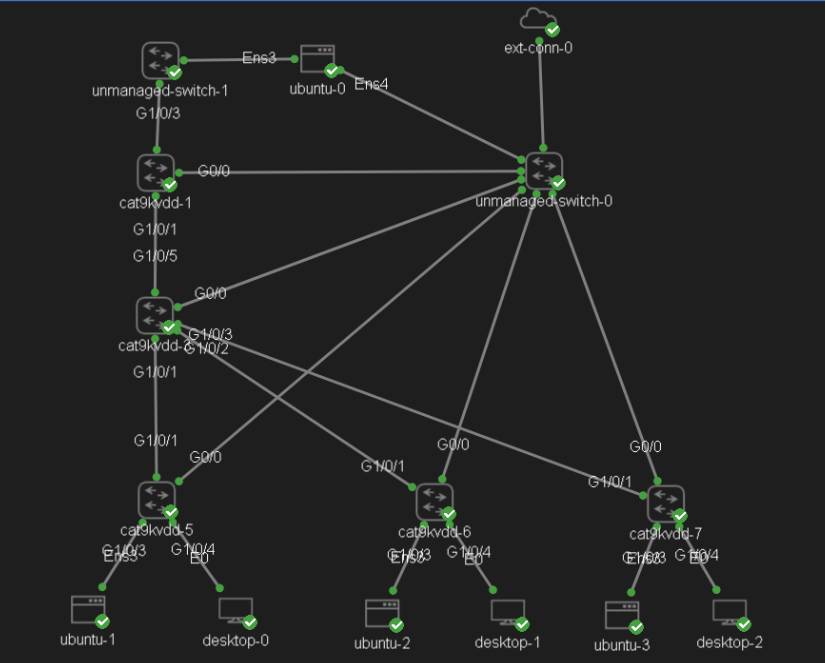 ext-conn-0
Ens3
unmanaged-switch-1
ubuntu-0
Ens4
G1/0/3
G0/0
cat9kvdd-1
unmanaged-switch-0
G1/0/1
G1/0/5
G0/0
G1/0/3
cat9kvdd-3
G1/0/2
G1/0/1
G1/0/1
G0/0
G1/0/1
G0/0
G0/0
G1/0/1
cat9kvdd-5
cat9kvdd-6
cat9kvdd-7
G1/0/3
Ens3
G1/0/4
E0
G1/0/3
Ens3
G1/0/4
E0
G1/0/3
Ens3
G1/0/4
E0
ubuntu-1
desktop-0
ubuntu-2
desktop-1
ubuntu-3
desktop-2